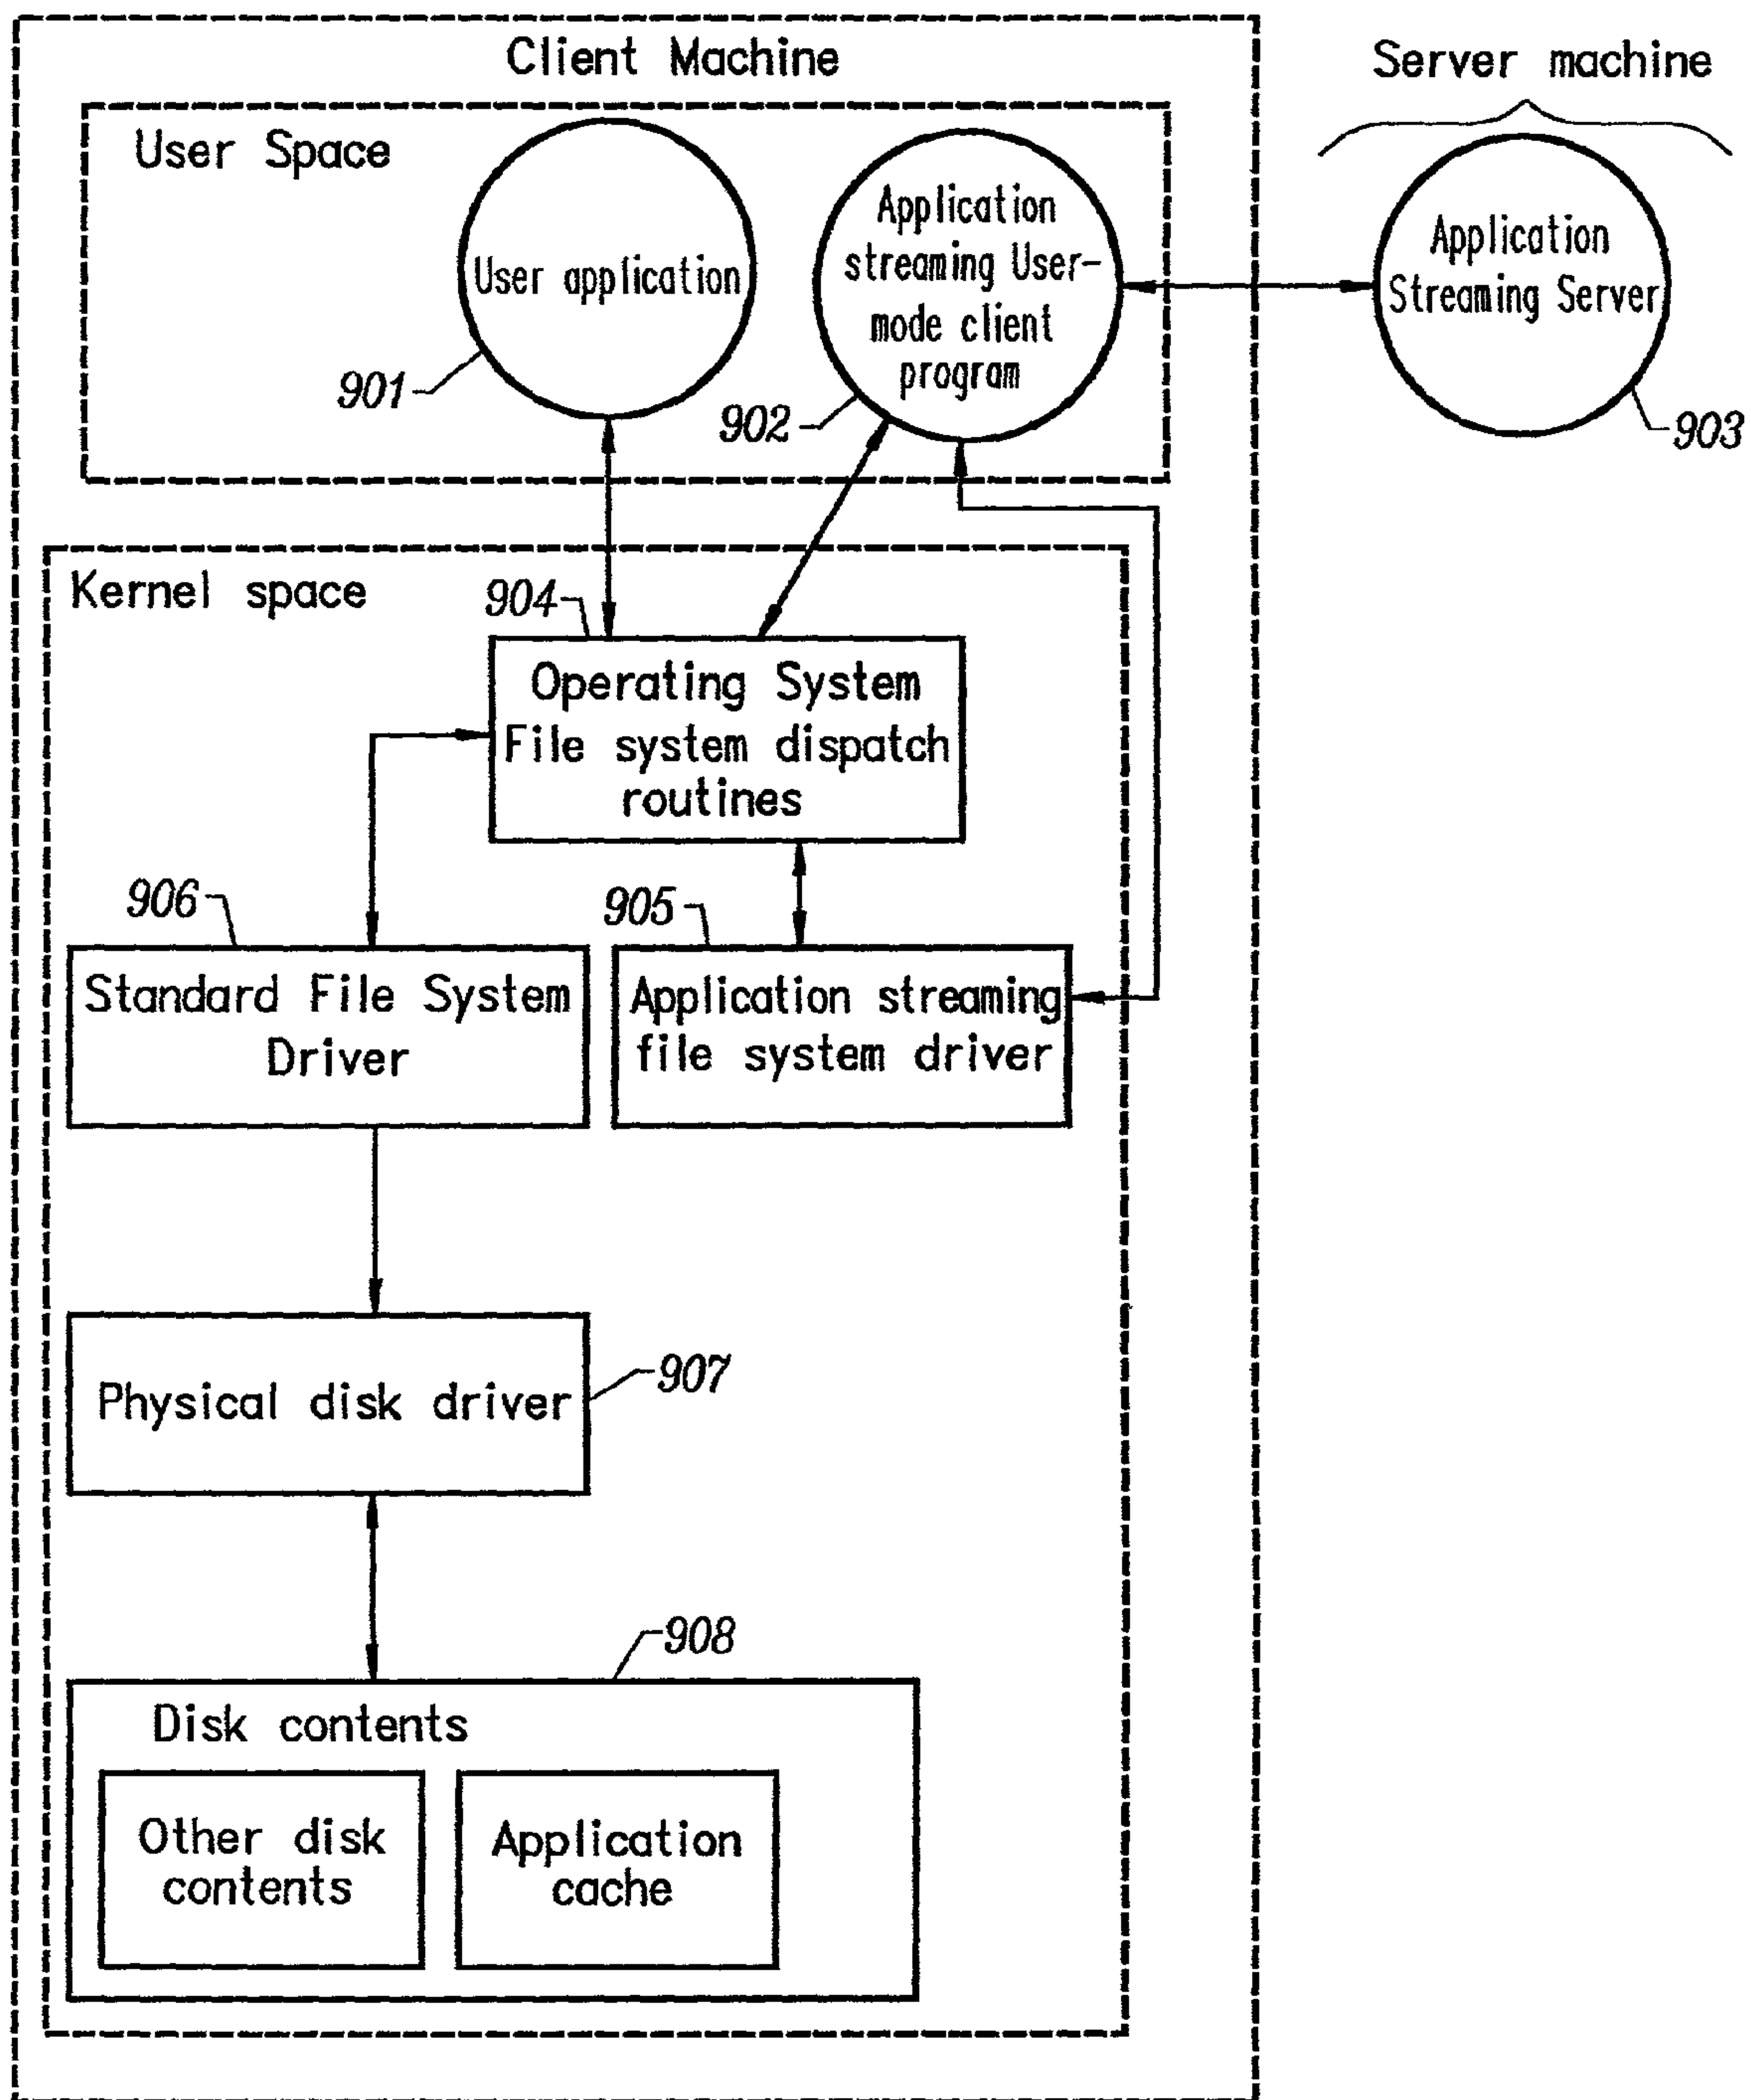 Client Machine
Server machine
User Space
User application
Application
streaming User-
mode client
program
Application
Streaming Server
901
902
903
Kernel space
904
Operating System
File system dispatch
routines
906
905
Standard File System
Driver
Application streaming
file system driver
Physical disk driver
907
908
Disk contents
Other disk
contents
Application
cache